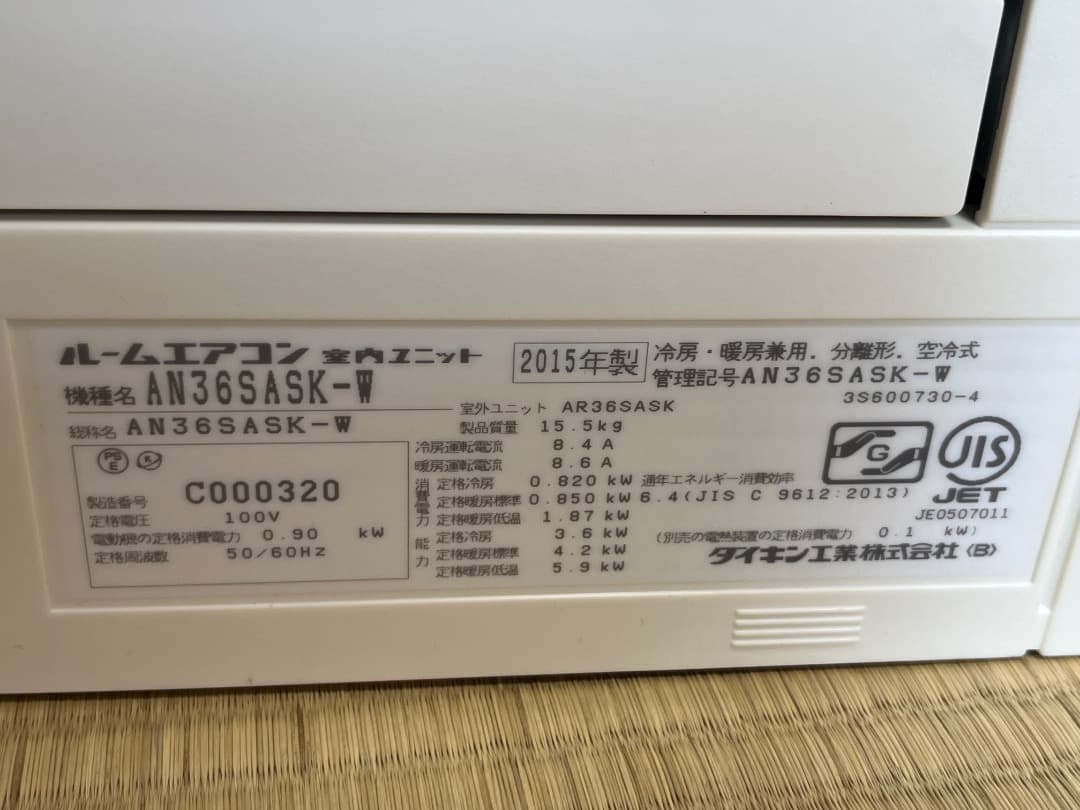 ルームエアコン 室内ユニット
2015年製
冷房・暖房兼用. 分離形. 空冷式
機種名 AN36SASK-W
管理記号AN36SASK-W
3S600730-4
総称名 AN36SASK-W
室外ユニット AR36SASK
製品質量 15.5kg
冷房運転電流 8.4 A
暖房運転電流 8.6 A
消費電力
定格冷房 0.820 kW
定格暖房標準 0.850 kW
定格暖房低温 1.87 kW
通年エネルギー消費効率
6.4(JIS C 9612:2013)
能力
定格冷房 3.6 kW
定格暖房標準 4.2 kW
定格暖房低温 5.9 kW
(別売の電熱装置の定格消費電力 0.1 kW)
PS
E
製造番号 C000320
定格電圧 100V
電動機の定格消費電力 0.90 kW
定格周波数 50/60HZ
G
JIS
JET
JE0507011
ダイキン工業株式会社〈B〉